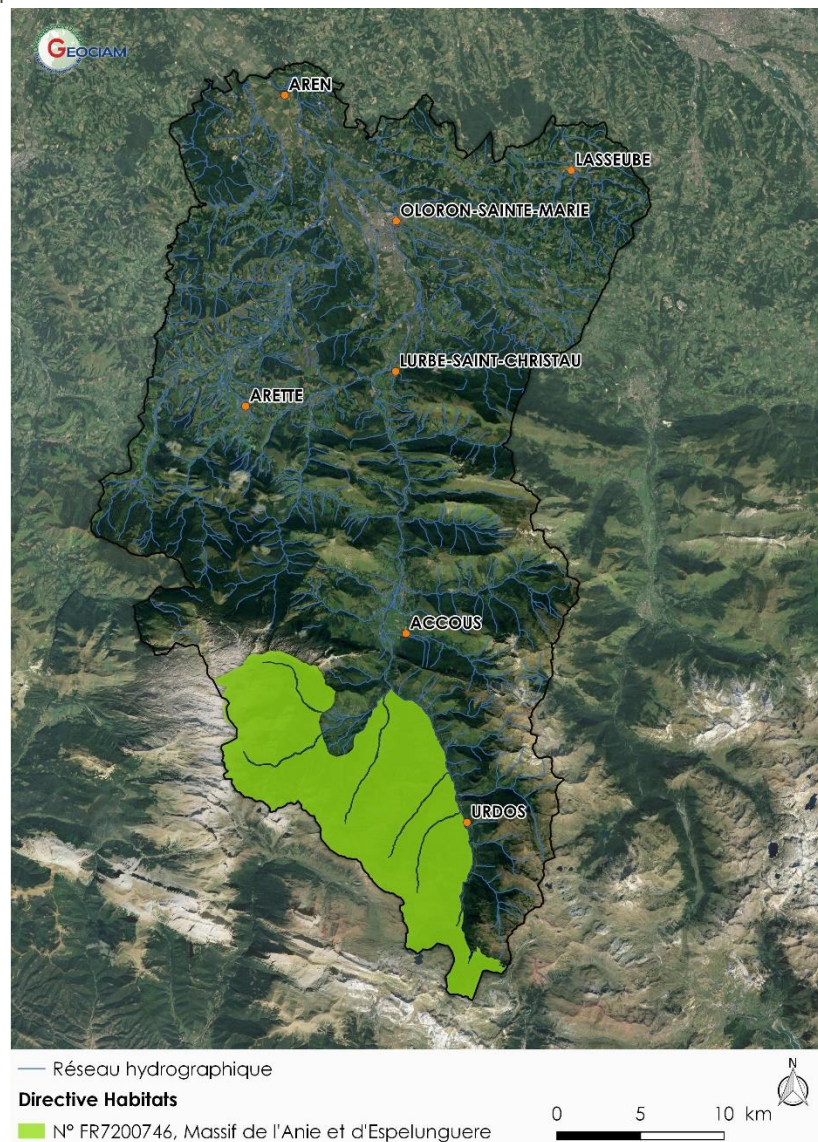 GEOCIAM
AREN
LASSEUBE
OLORON-SAINTE-MARIE
LURBE-SAINT-CHRISTAU
ARETTE
ACCOUS
URDOS
Réseau hydrographique
Directive Habitats
N° FR7200746, Massif de l'Anie et d'Espelunguere
N
0 5 10 km